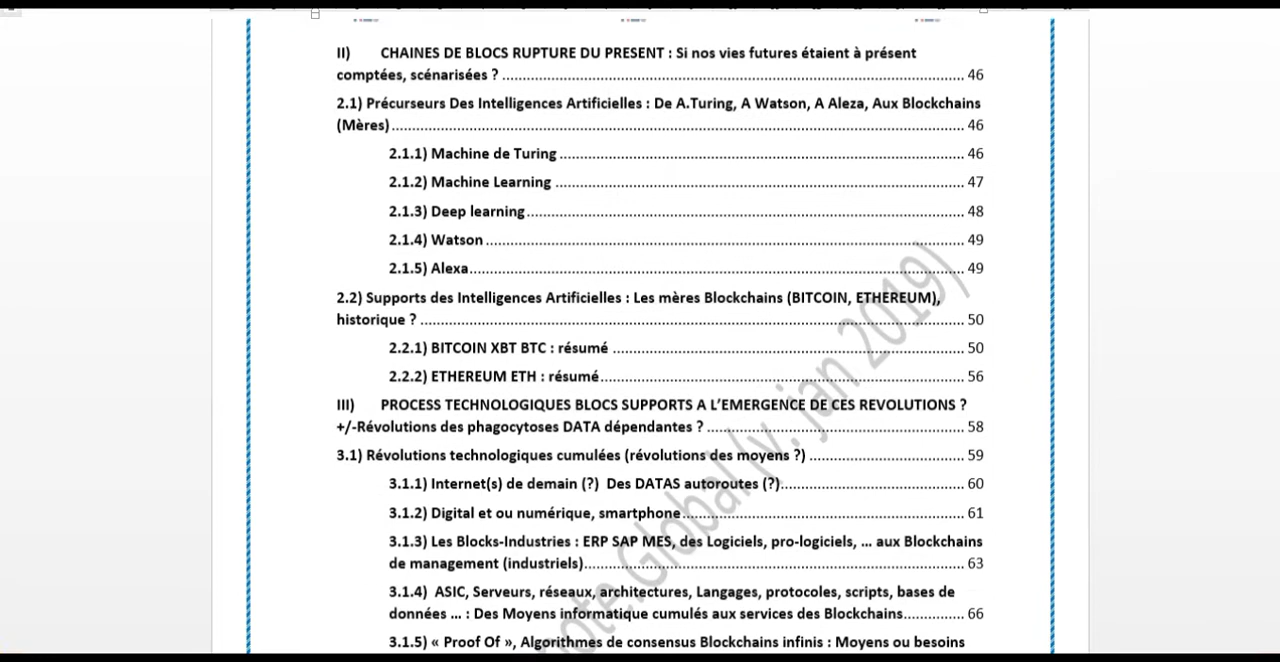 II) CHAINES DE BLOCS RUPTURE DU PRESENT : Si nos vies futures étaient à présent
comptées, scénarisées ? ........ 46
2.1) Précurseurs Des Intelligences Artificielles : De A.Turing, A Watson, A Aleza, Aux Blockchains
(Mères) ........ 46
2.1.1) Machine de Turing ........ 46
2.1.2) Machine Learning ........ 47
2.1.3) Deep learning ........ 48
2.1.4) Watson ........ 49
2.1.5) Alexa ........ 49
2.2) Supports des Intelligences Artificielles : Les mères Blockchains (BITCOIN, ETHEREUM),
historique ? ........ 50
2.2.1) BITCOIN XBT BTC : résumé ........ 50
2.2.2) ETHEREUM ETH : résumé ........ 56
III) PROCESS TECHNOLOGIQUES BLOCS SUPPORTS A L’EMERGENCE DE CES REVOLUTIONS ?
+/-Révolutions des phagocytoses DATA dépendantes ? ........ 58
3.1) Révolutions technologiques cumulées (révolutions des moyens ?) ........ 59
3.1.1) Internet(s) de demain (?) Des DATAS autoroutes (?) ........ 60
3.1.2) Digital et ou numérique, smartphone ........ 61
3.1.3) Les Blocks-Industries : ERP SAP MES, des Logiciels, pro-logiciels, ... aux Blockchains
de management (industriels) ........ 63
3.1.4) ASIC, Serveurs, réseaux, architectures, Langages, protocoles, scripts, bases de
données ... : Des Moyens informatique cumulés aux services des Blockchains ........ 66
3.1.5) « Proof Of », Algorithmes de consensus Blockchains infinis : Moyens ou besoins
Global (v. jan 2019)